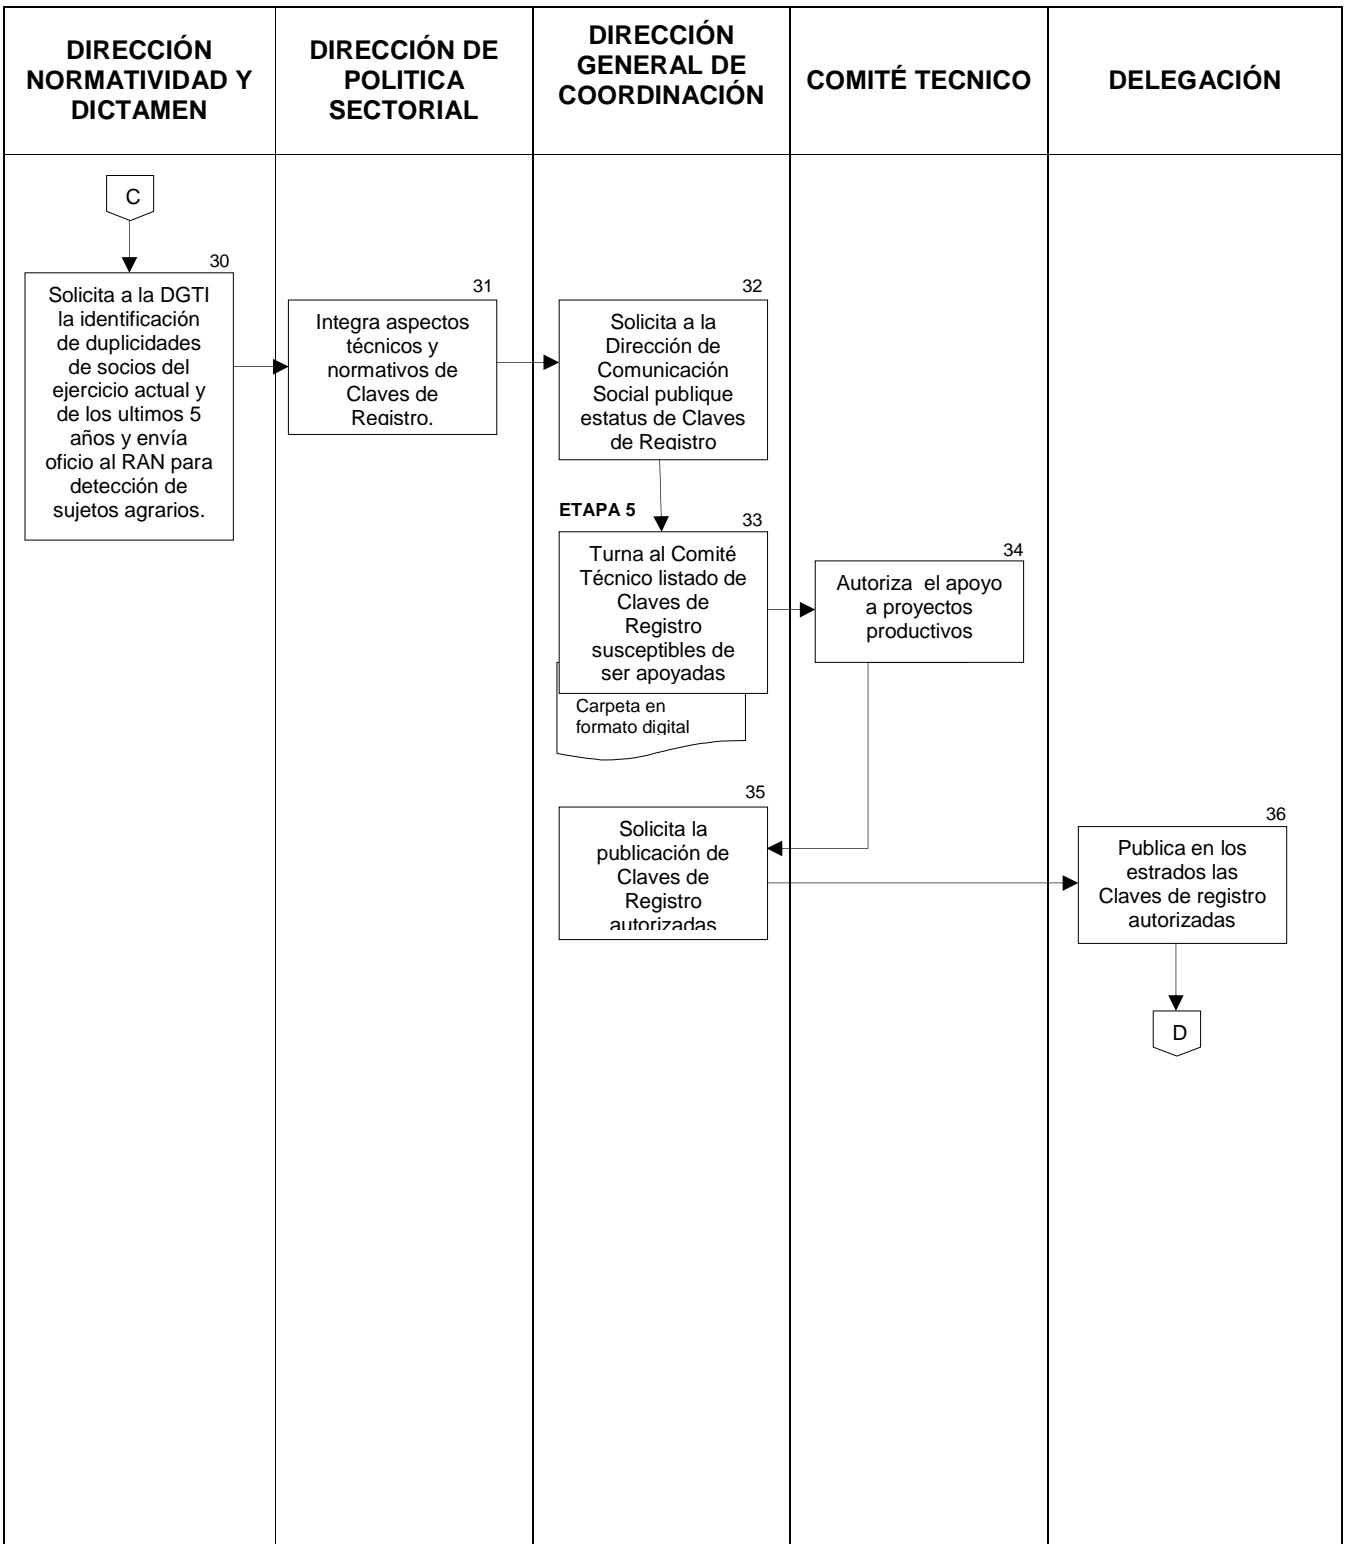 DIRECCIÓN
NORMATIVIDAD Y
DICTAMEN
DIRECCIÓN DE
POLITICA
SECTORIAL
DIRECCIÓN
GENERAL DE
COORDINACIÓN
COMITÉ TECNICO
DELEGACIÓN
C
30
Solicita a la DGTI
la identificación
de duplicidades
de socios del
ejercicio actual y
de los ultimos 5
años y envía
oficio al RAN para
detección de
sujetos agrarios.
31
Integra aspectos
técnicos y
normativos de
Claves de
Registro.
32
Solicita a la
Dirección de
Comunicación
Social publique
estatus de Claves
de Registro
ETAPA 5
33
Turna al Comité
Técnico listado de
Claves de
Registro
susceptibles de
ser apoyadas
Carpeta en
formato digital
34
Autoriza el apoyo
a proyectos
productivos
35
Solicita la
publicación de
Claves de
Registro
autorizadas
36
Publica en los
estrados las
Claves de registro
autorizadas
D